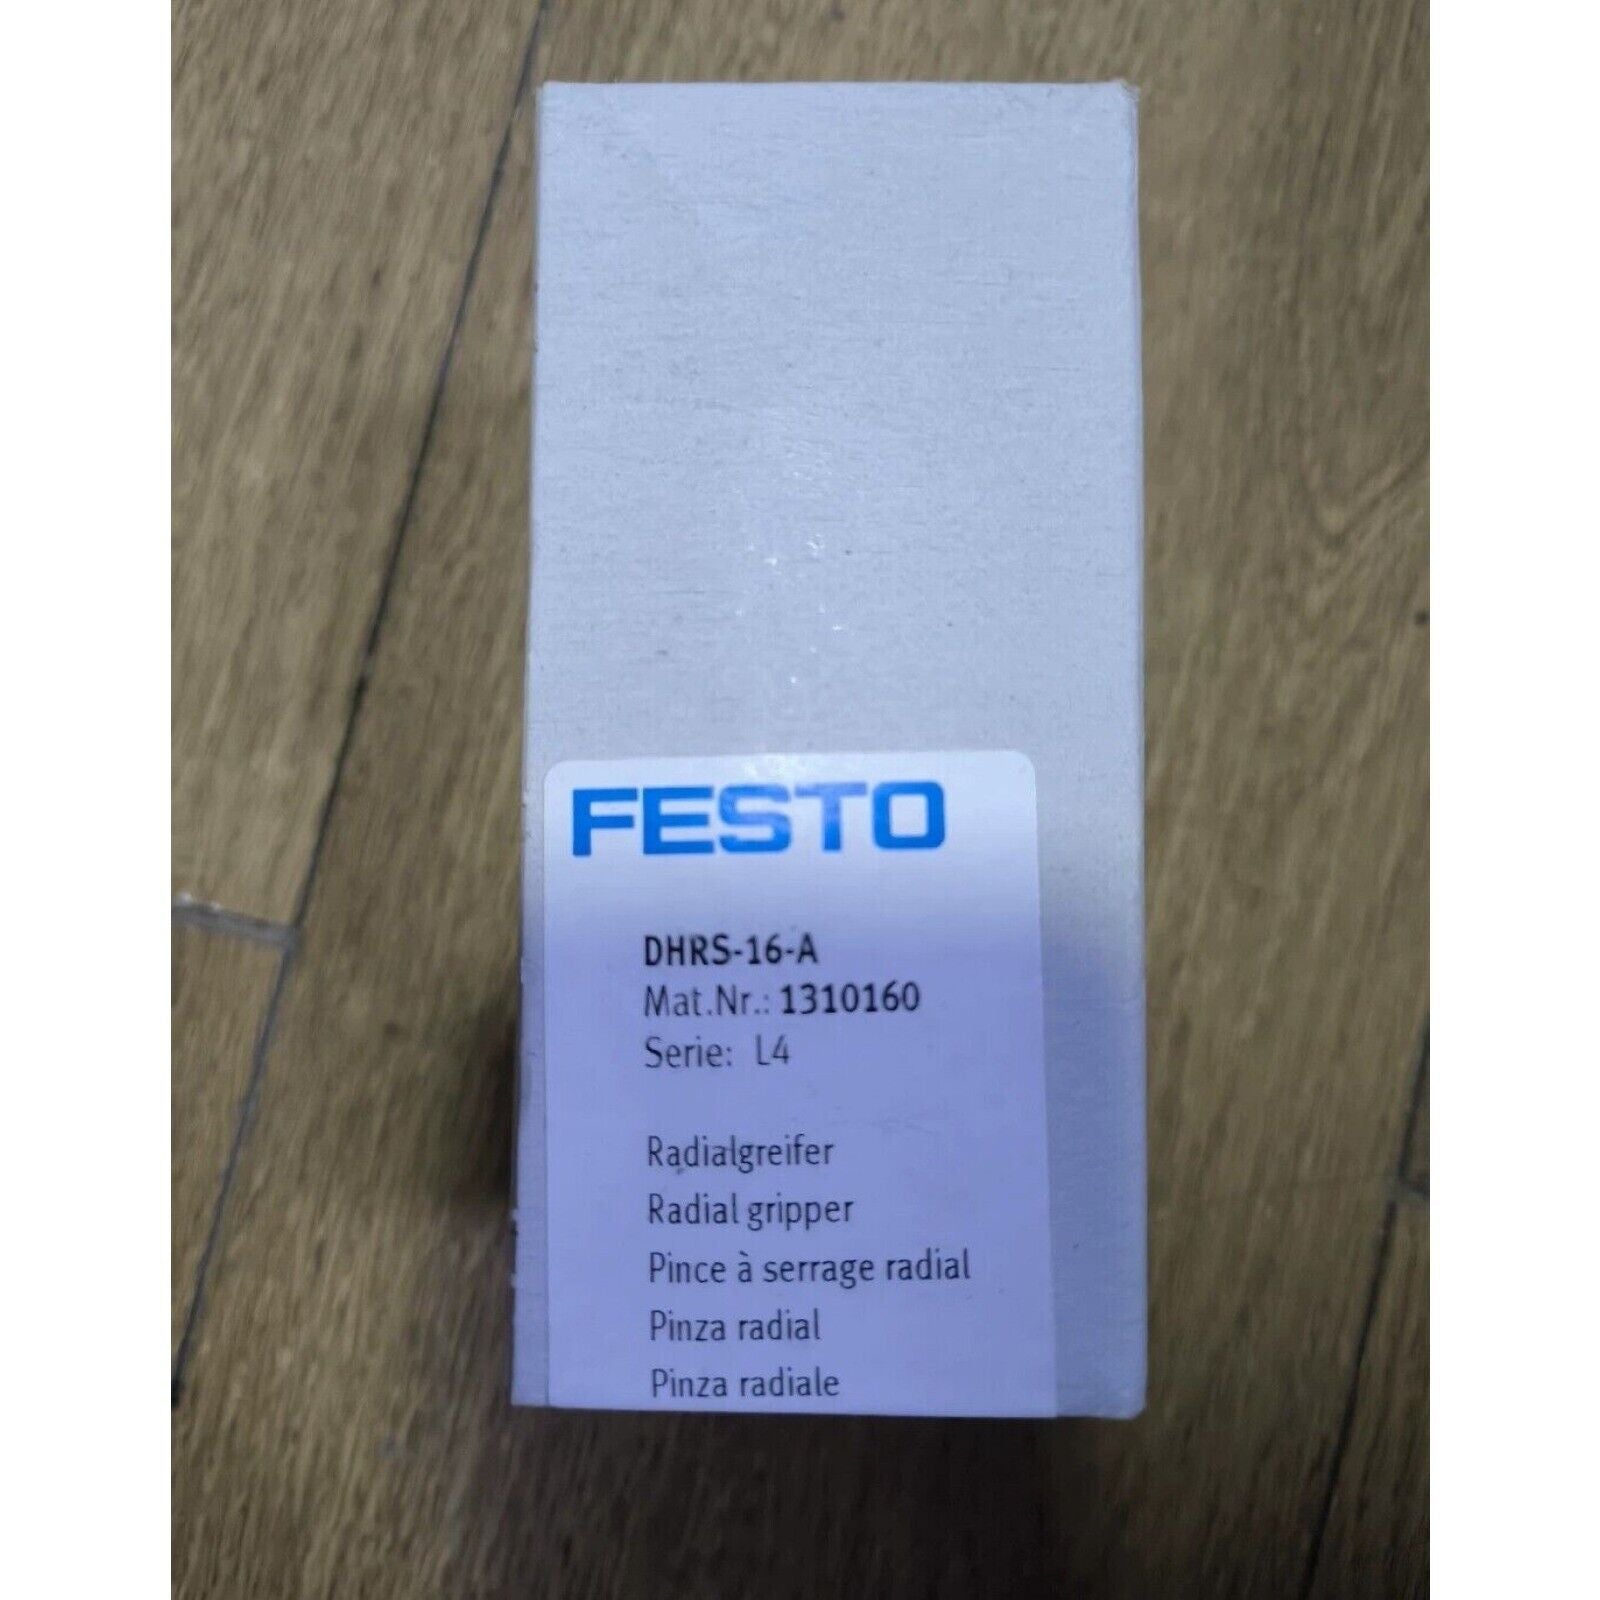 FESTO
DHRS-16-A
Mat.Nr.: 1310160
Serie: L4
Radialgreifer
Radial gripper
Pince à serrage radial
Pinza radial
Pinza radiale